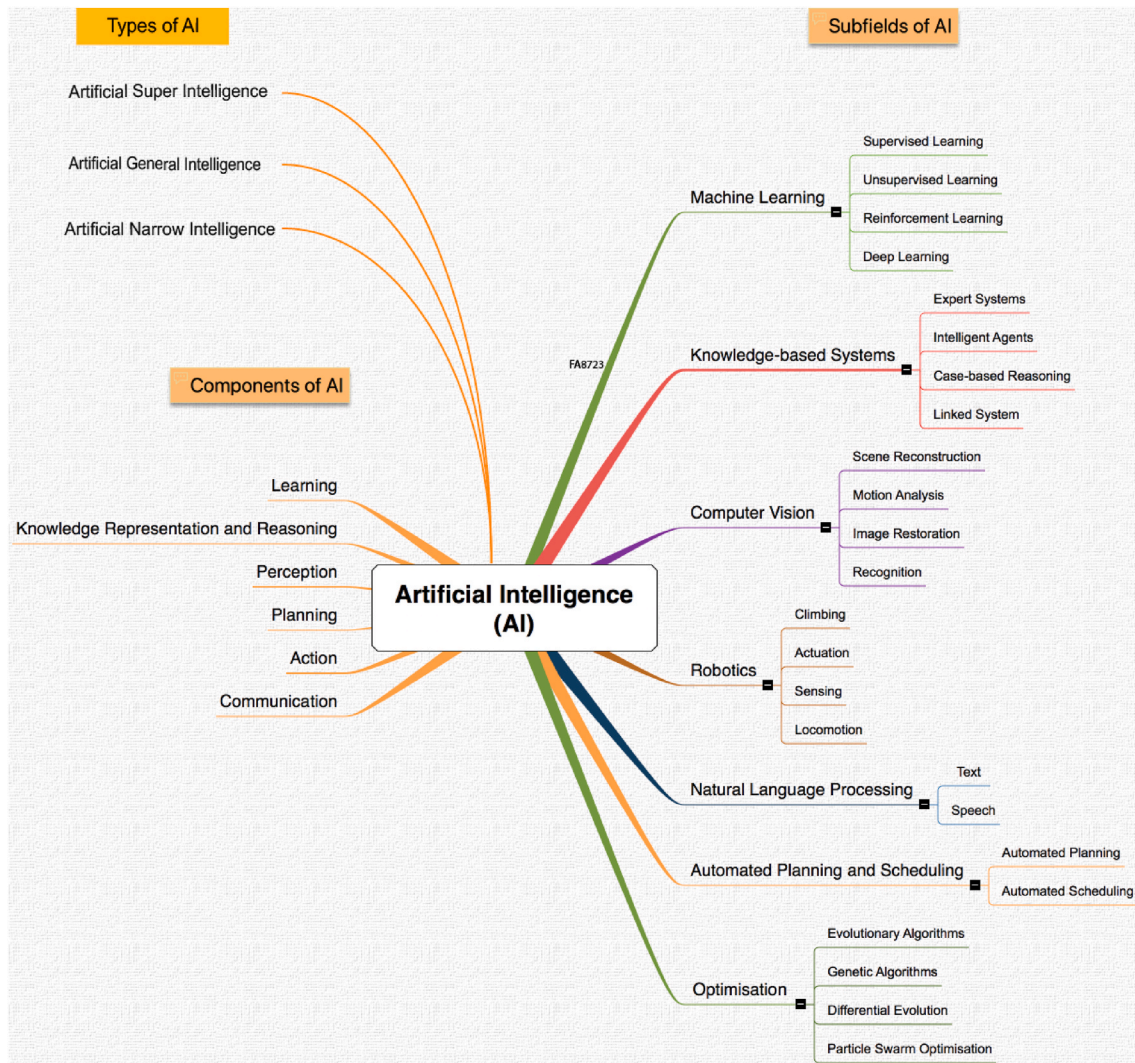 Types of AI
Artificial Super Intelligence
Artificial General Intelligence
Artificial Narrow Intelligence
Components of AI
Learning
Knowledge Representation and Reasoning
Perception
Planning
Action
Communication
Artificial Intelligence
(AI)
Subfields of AI
FA8723
Machine Learning
Supervised Learning
Unsupervised Learning
Reinforcement Learning
Deep Learning
Knowledge-based Systems
Expert Systems
Intelligent Agents
Case-based Reasoning
Linked System
Computer Vision
Scene Reconstruction
Motion Analysis
Image Restoration
Recognition
Robotics
Climbing
Actuation
Sensing
Locomotion
Natural Language Processing
Text
Speech
Automated Planning and Scheduling
Automated Planning
Automated Scheduling
Optimisation
Evolutionary Algorithms
Genetic Algorithms
Differential Evolution
Particle Swarm Optimisation